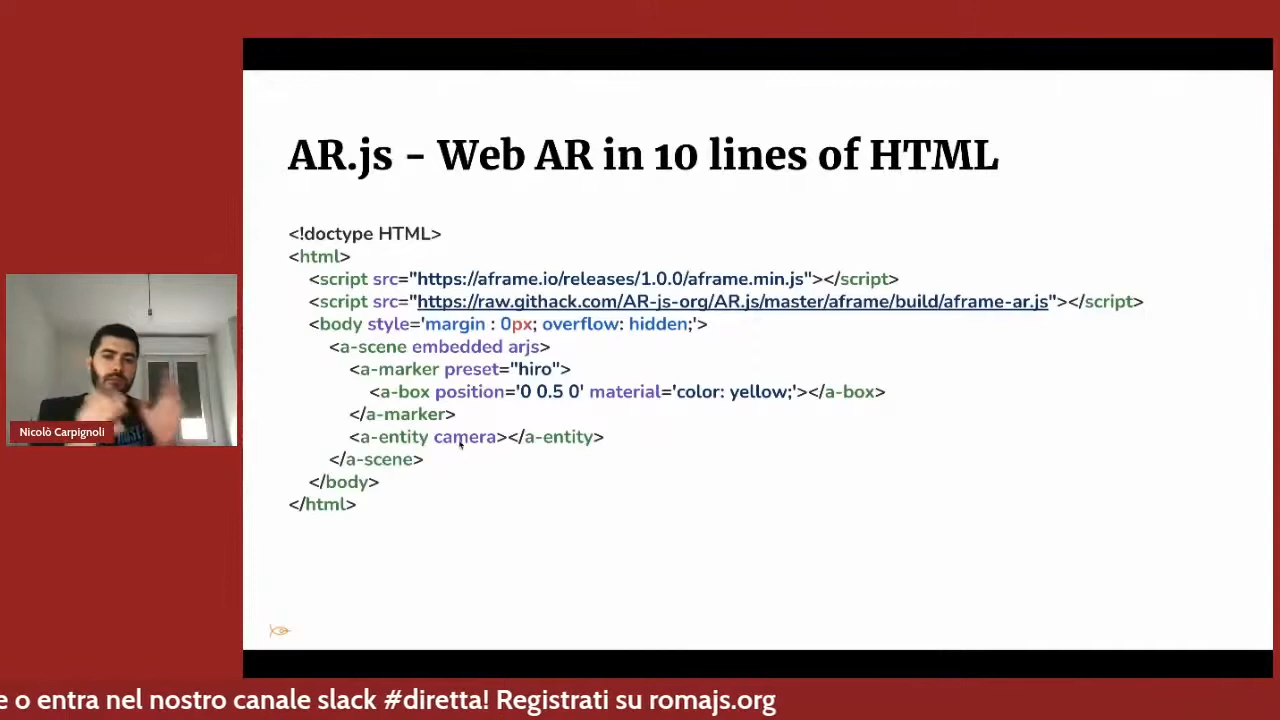 AR.js - Web AR in 10 lines of HTML
<!doctype HTML>
<html>
<script src="https://aframe.io/releases/1.0.0/aframe.min.js"></script>
<script src="https://raw.githack.com/AR-js-org/AR.js/master/aframe/build/aframe-ar.js"></script>
<body style='margin : 0px; overflow: hidden;'>
<a-scene embedded arjs>
<a-marker preset="hiro">
<a-box position='0 0.5 0' material='color: yellow;'></a-box>
</a-marker>
<a-entity camera></a-entity>
</a-scene>
</body>
</html>
Nicolò Carpignoli
e o entra nel nostro canale slack #diretta! Registrati su romajs.org